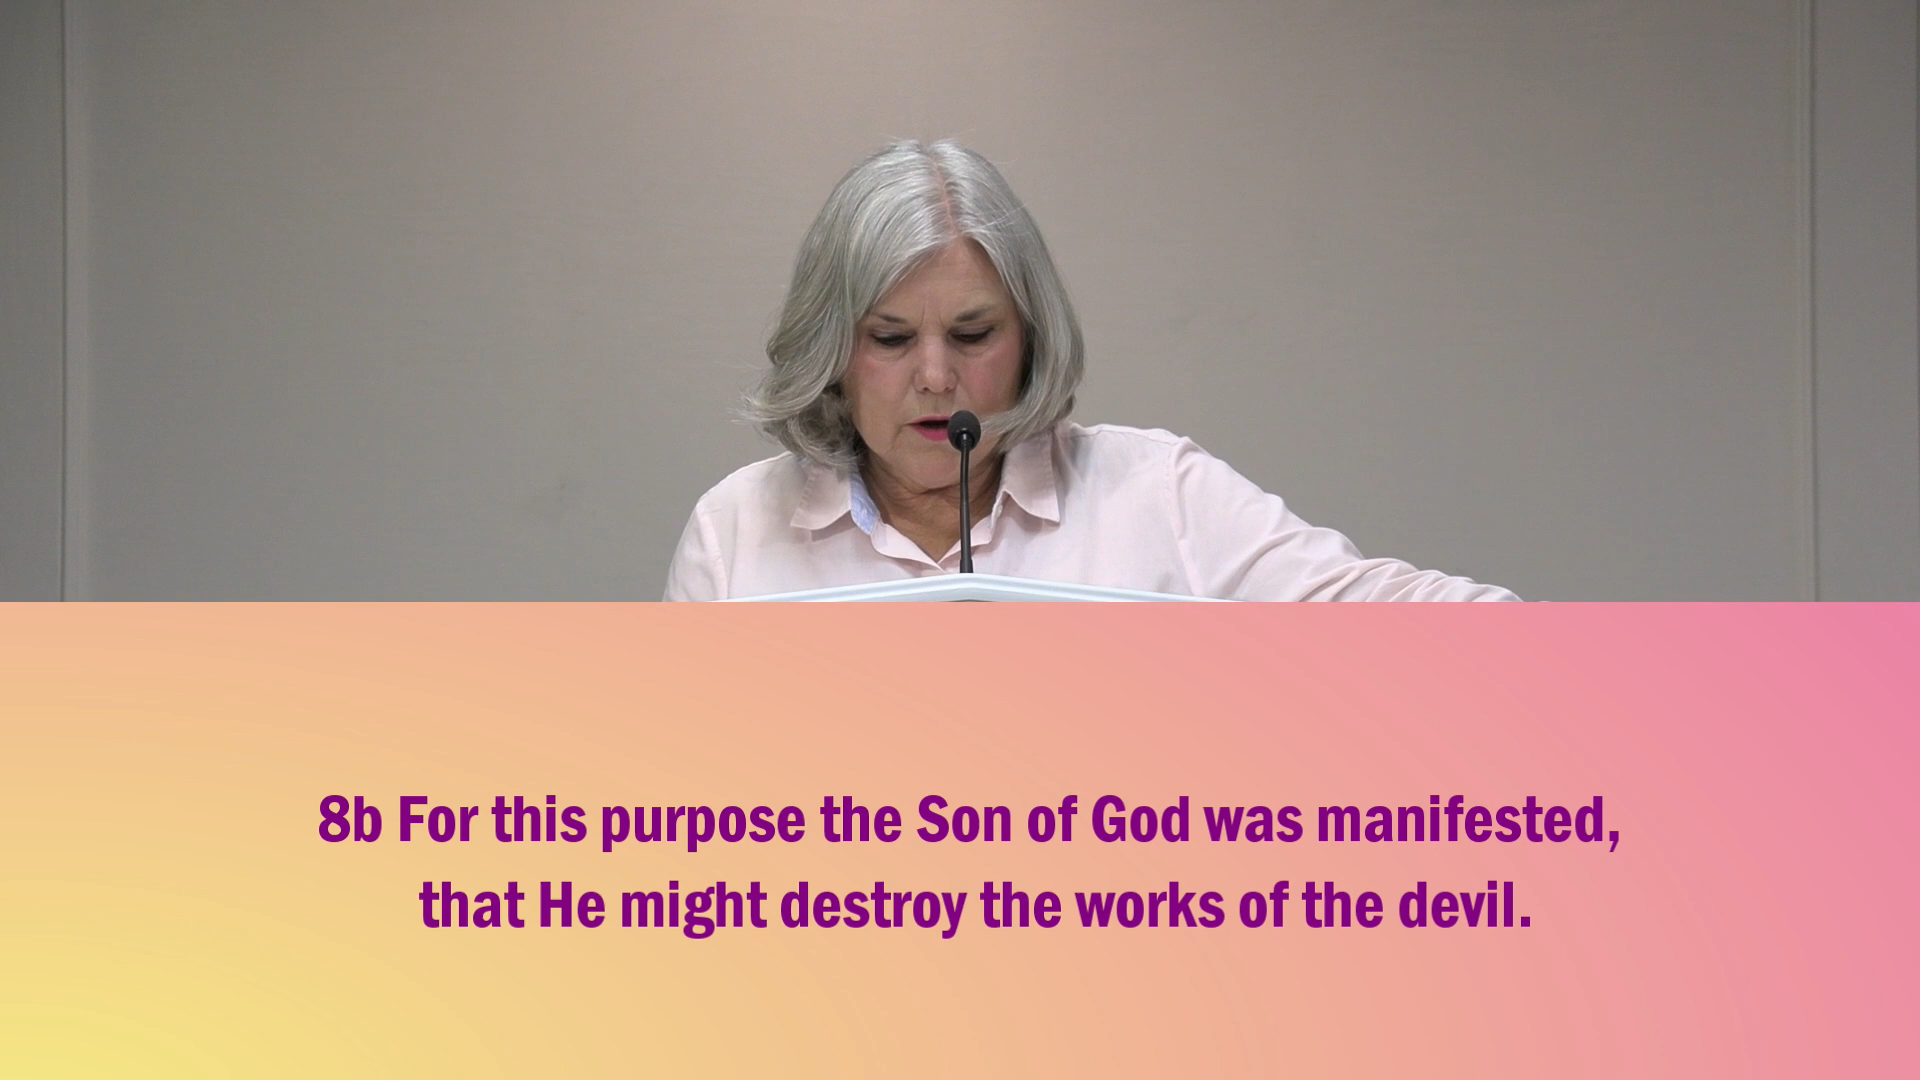 8b For this purpose the Son of God was manifested,
that He might destroy the works of the devil.